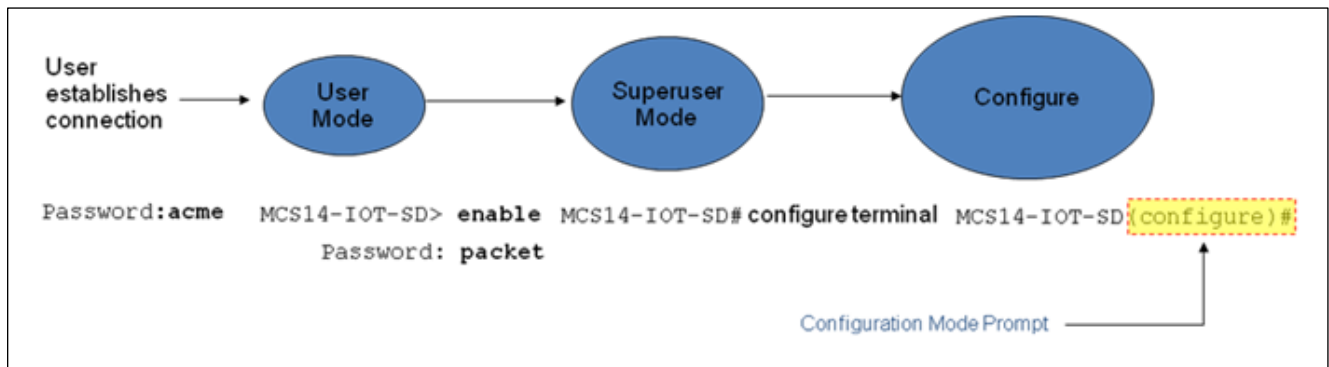 User
establishes
connection
User
Mode
Superuser
Mode
Configure
Password:acme MCS14-IOT-SD> enable MCS14-IOT-SD# configure terminal MCS14-IOT-SD(configure)#
Password: packet
Configuration Mode Prompt